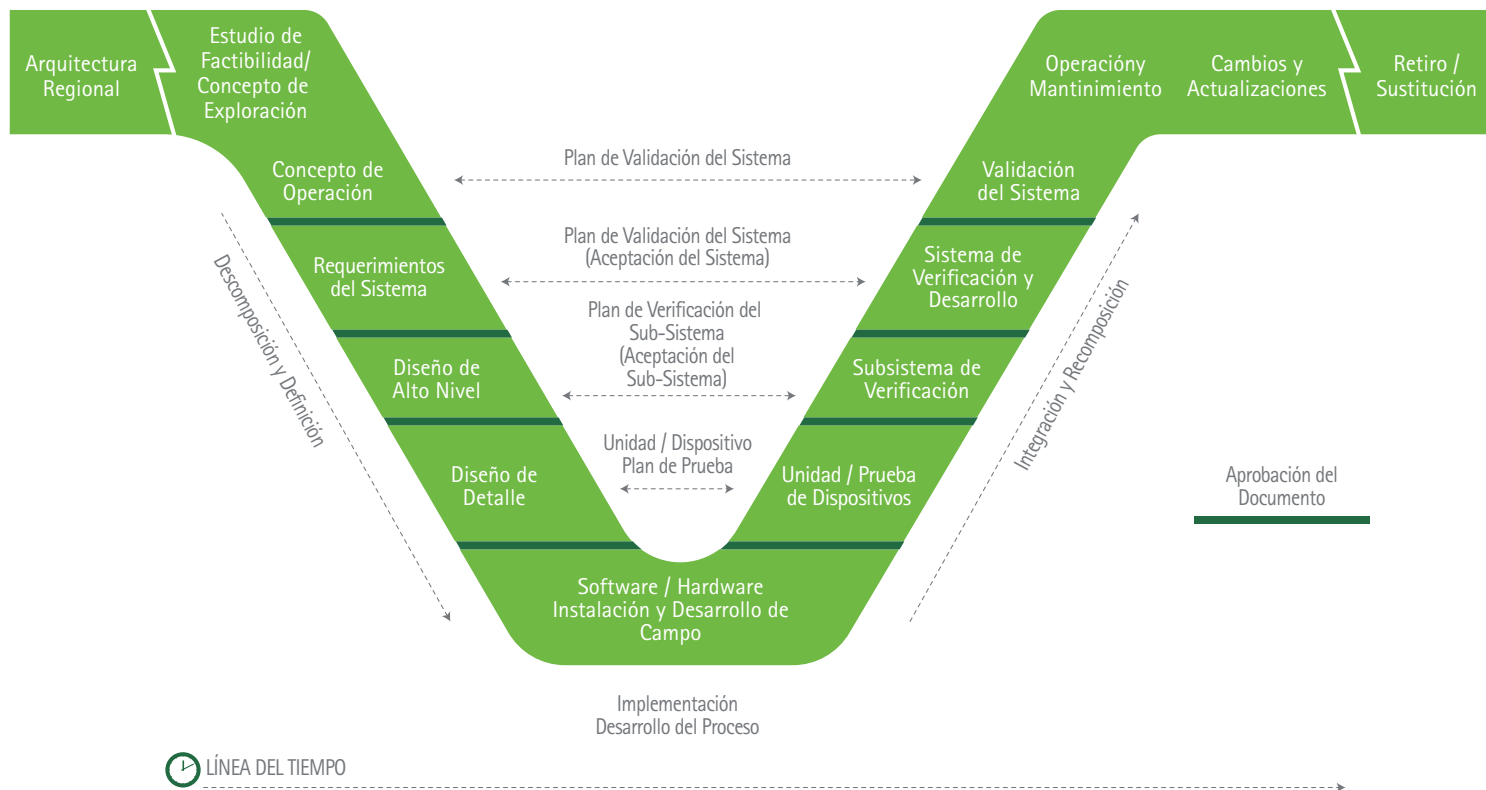 Arquitectura
Regional
Estudio de
Factibilidad/
Concepto de
Exploración
Operacióny
Mantinimiento
Cambios y
Actualizaciones
Retiro /
Sustitución
Concepto de
Operación
Plan de Validación del Sistema
Validación
del Sistema
Requerimientos
del Sistema
Plan de Validación del Sistema
(Aceptación del Sistema)
Sistema de
Verificación y
Desarrollo
Diseño de
Alto Nivel
Plan de Verificación del
Sub-Sistema
(Aceptación del
Sub-Sistema)
Subsistema de
Verificación
Diseño de
Detalle
Unidad / Dispositivo
Plan de Prueba
Unidad / Prueba
de Dispositivos
Descomposición y Definición
Integración y Recomposición
Software / Hardware
Instalación y Desarrollo de
Campo
Aprobación del
Documento
Implementación
Desarrollo del Proceso
LÍNEA DEL TIEMPO